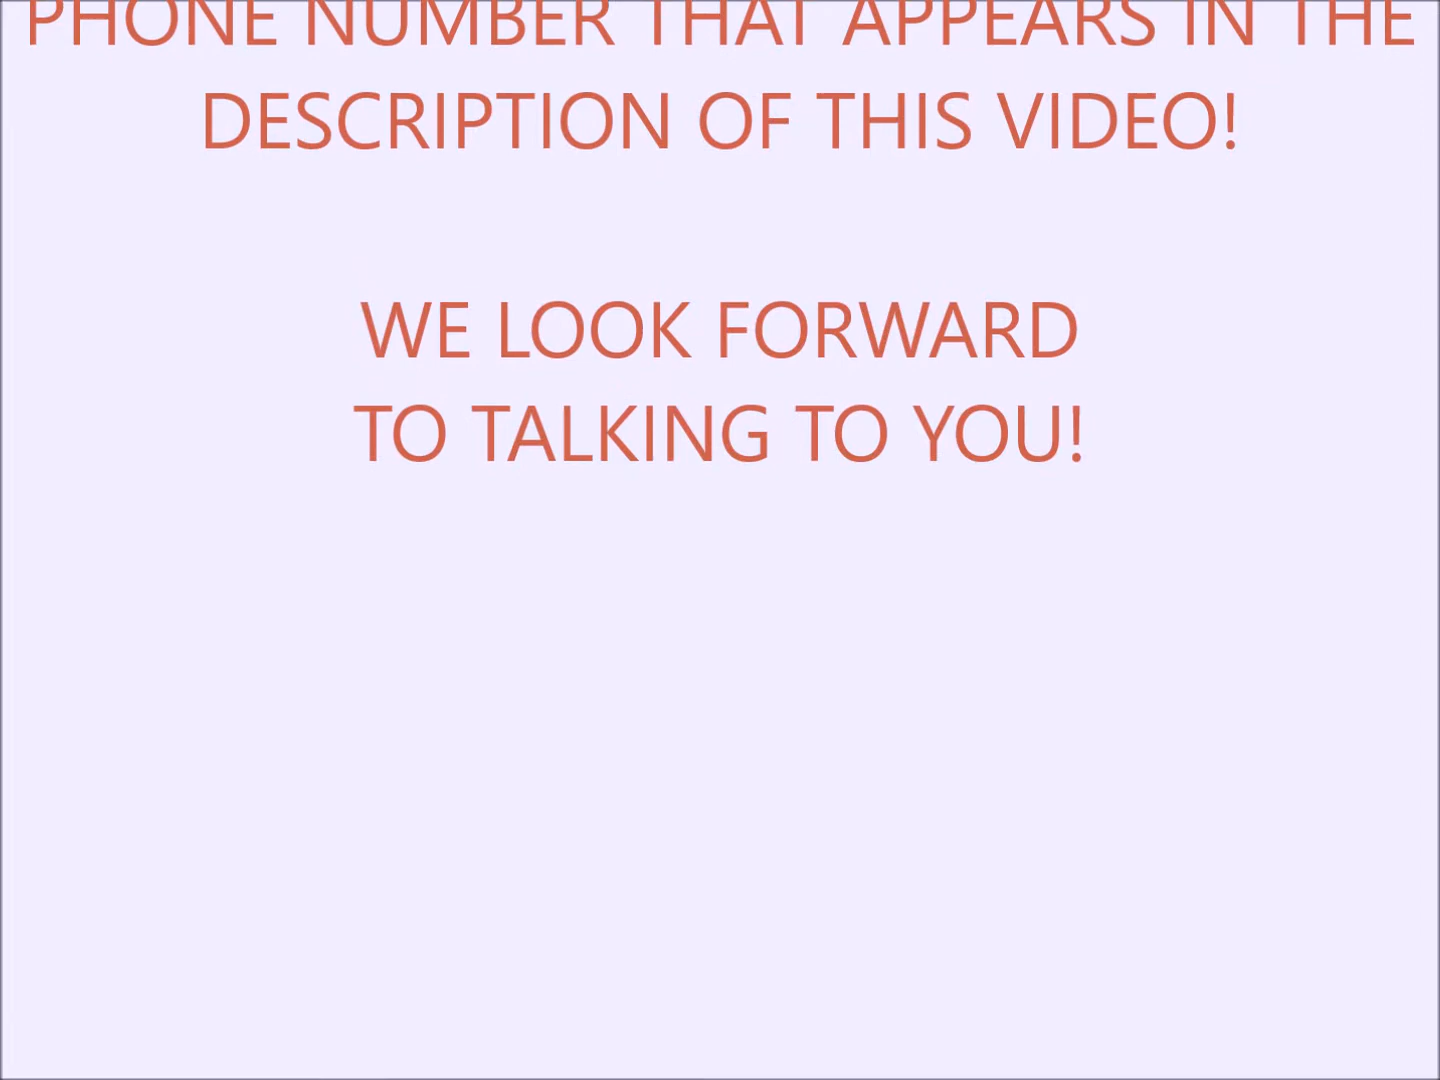 PHONE NUMBER THAT APPEARS IN THE
DESCRIPTION OF THIS VIDEO!
WE LOOK FORWARD
TO TALKING TO YOU!